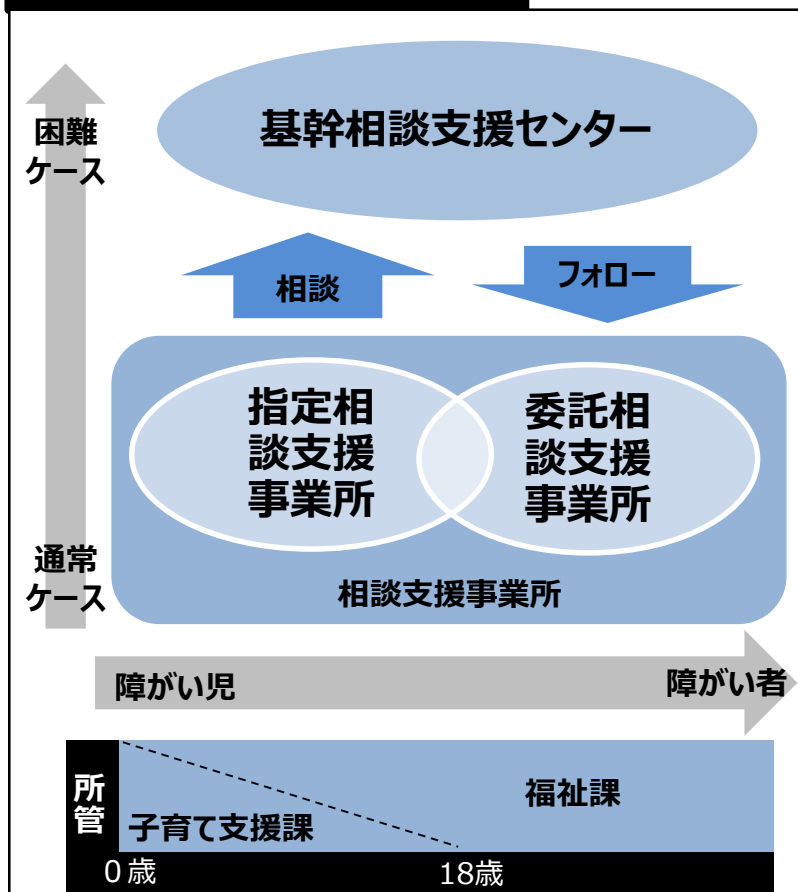 困難
ケース
基幹相談支援センター
相談
フォロー
指定相
談支援
事業所
委託相
談支援
事業所
通常
ケース
相談支援事業所
障がい児
障がい者
所管
福祉課
子育て支援課
0歳
18歳